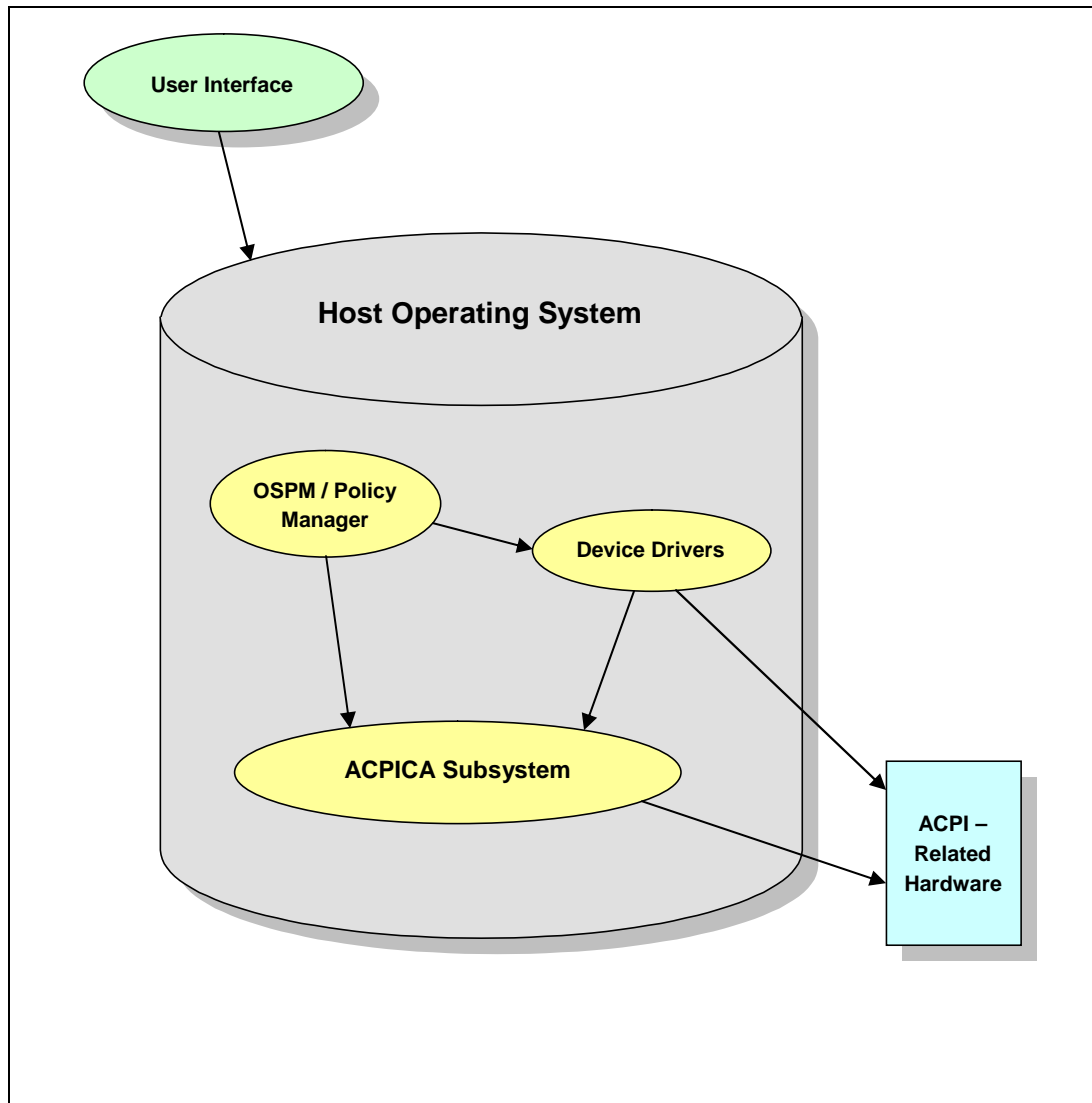 User Interface
Host Operating System
OSPM / Policy
Manager
Device Drivers
ACPICA Subsystem
ACPI –
Related
Hardware